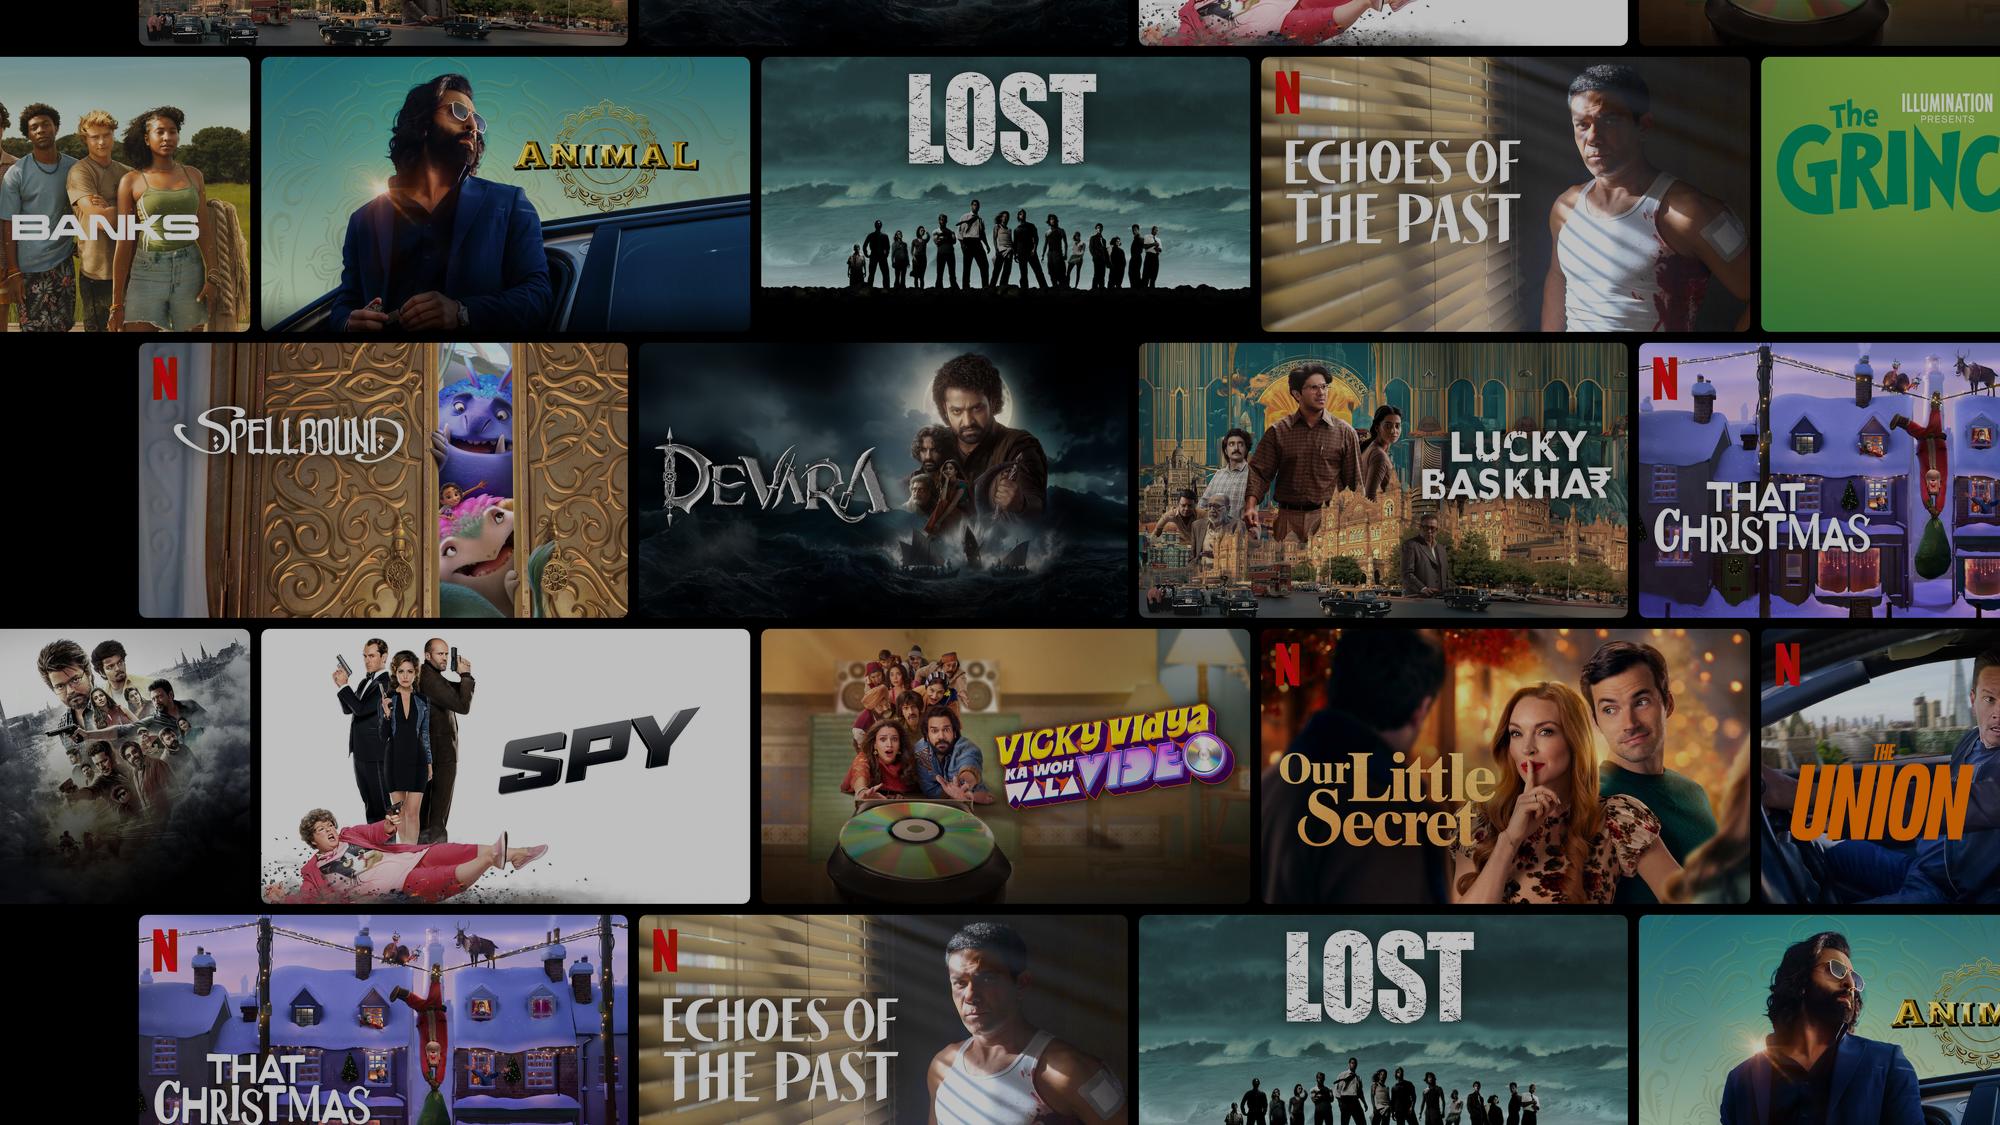 BANKS
ANIMAL
LOST
N
ECHOES OF
THE PAST
ILLUMINATION
PRESENTS
The
GRINC
N
SPELLBOUND
DEVARA
LUCKY
BASKHA₹
N
THAT
CHRISTMAS
SPY
VICKY Vidya
KA WOH
WALA VIDEO
N
Our Little
Secret
N
THE
UNION
N
THAT
CHRISTMAS
N
ECHOES OF
THE PAST
LOST
ANIM